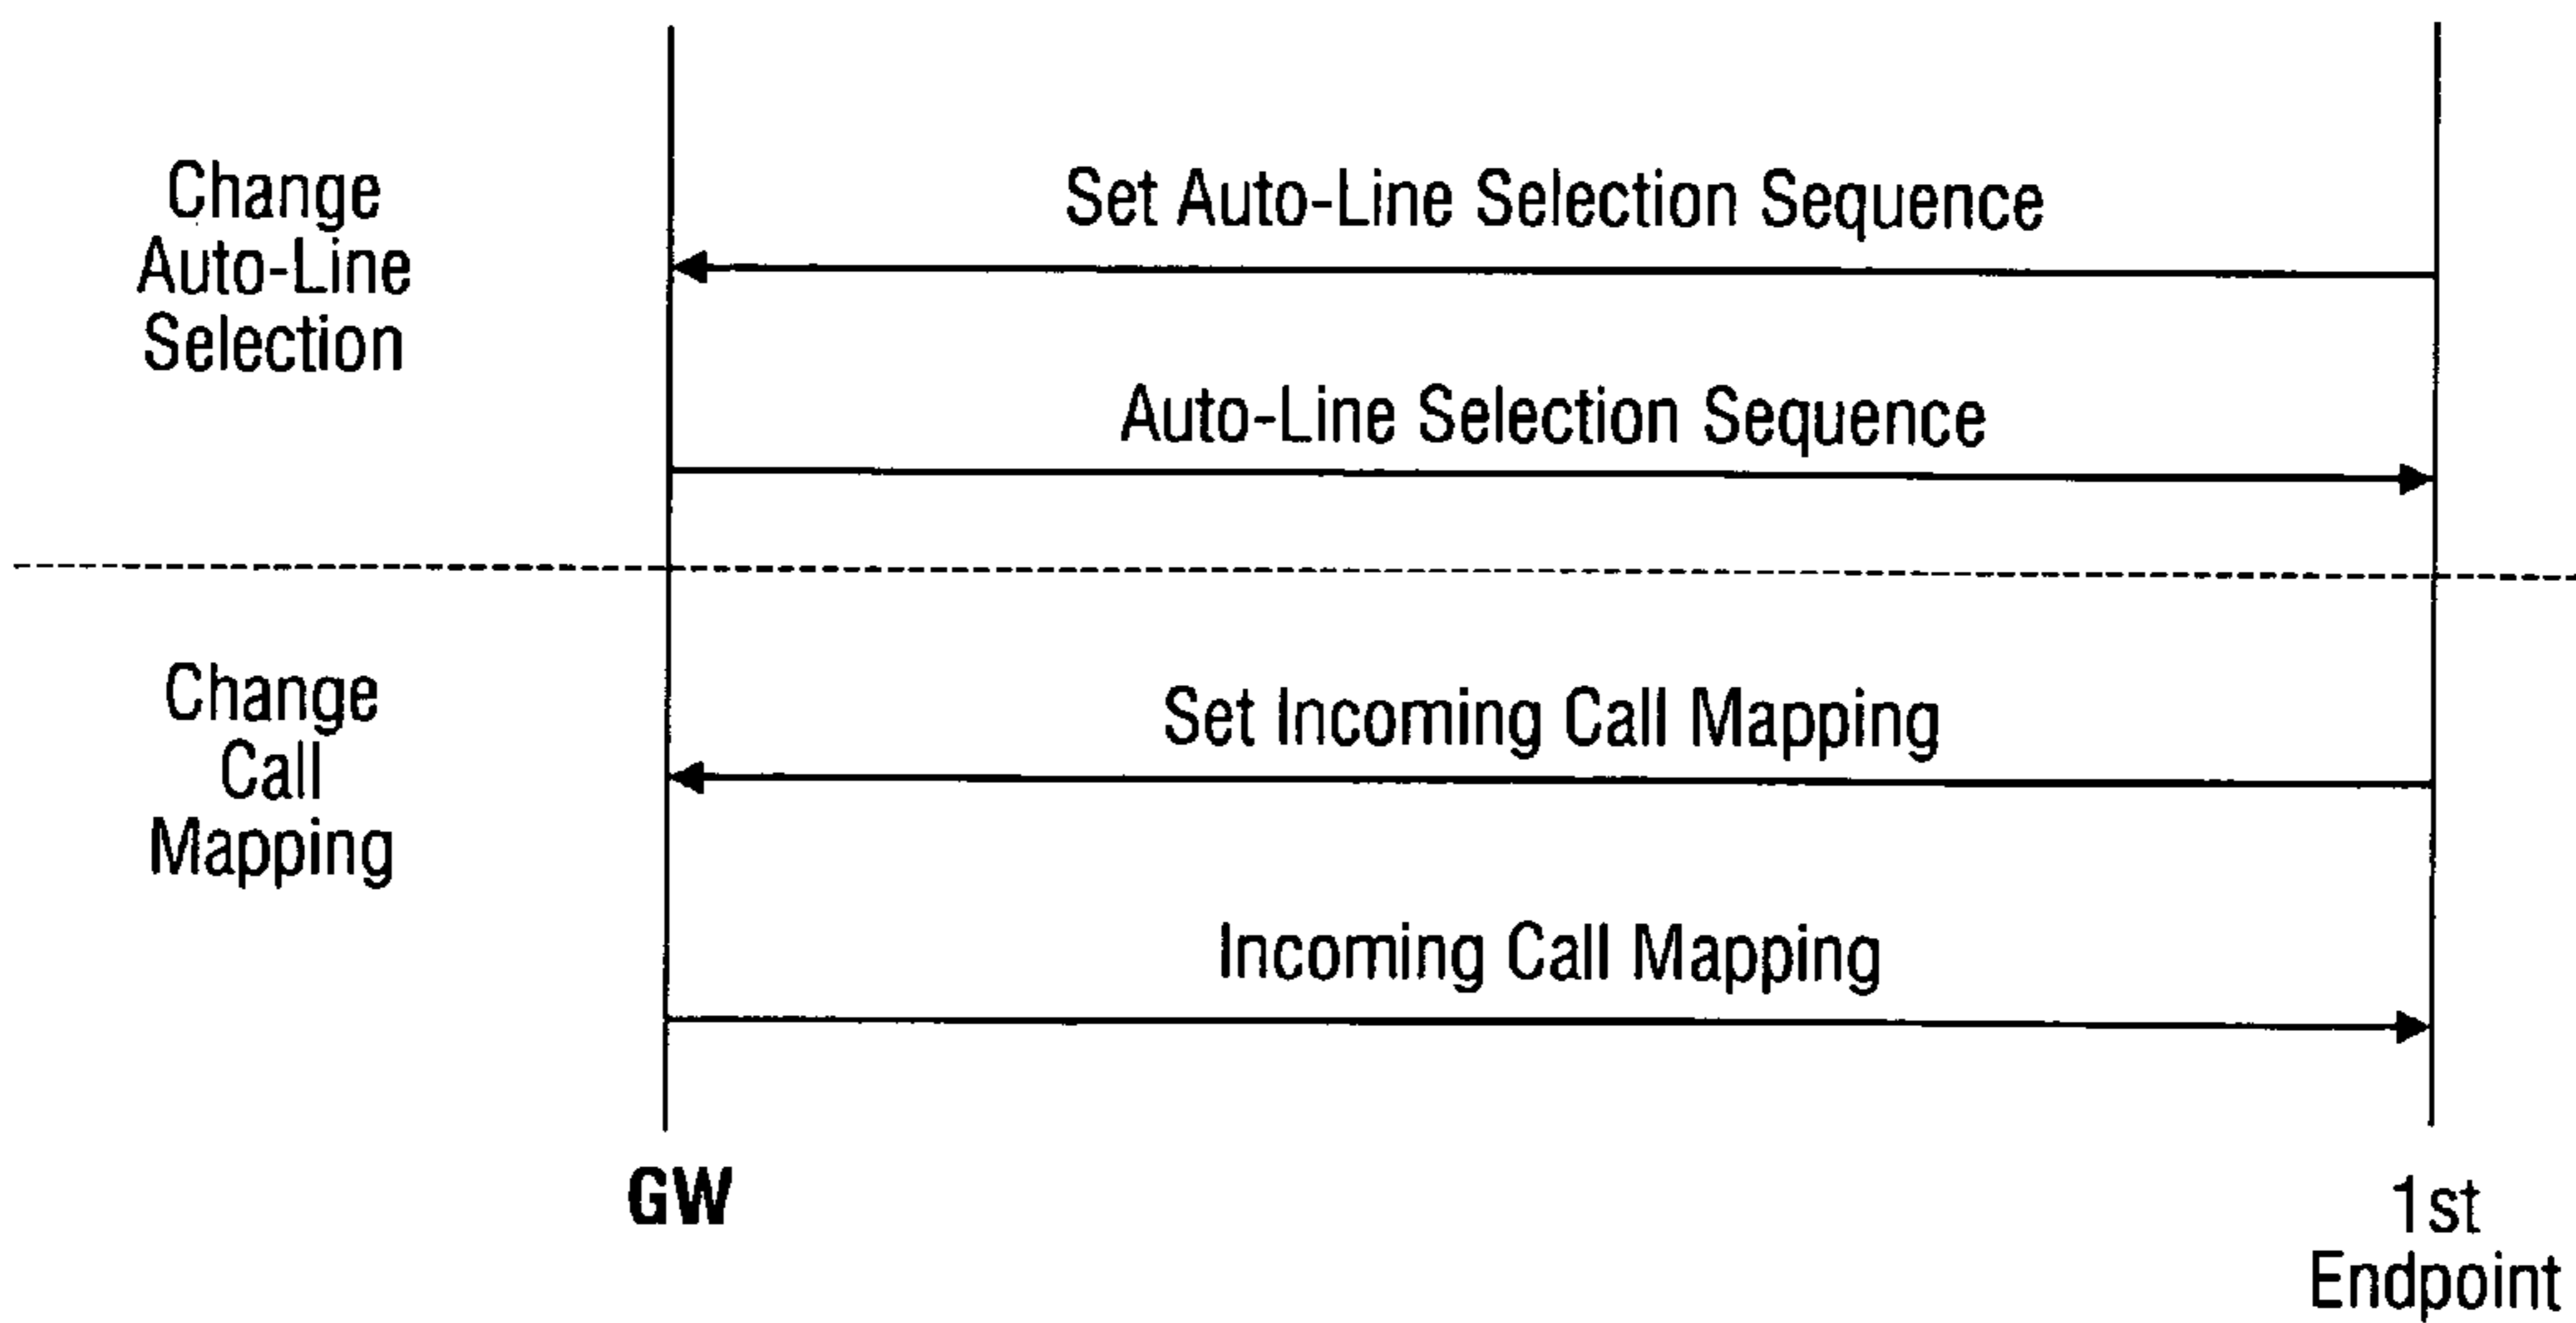 Change
Auto-Line
Selection
Set Auto-Line Selection Sequence
Auto-Line Selection Sequence
Change
Call
Mapping
Set Incoming Call Mapping
Incoming Call Mapping
GW
1st
Endpoint